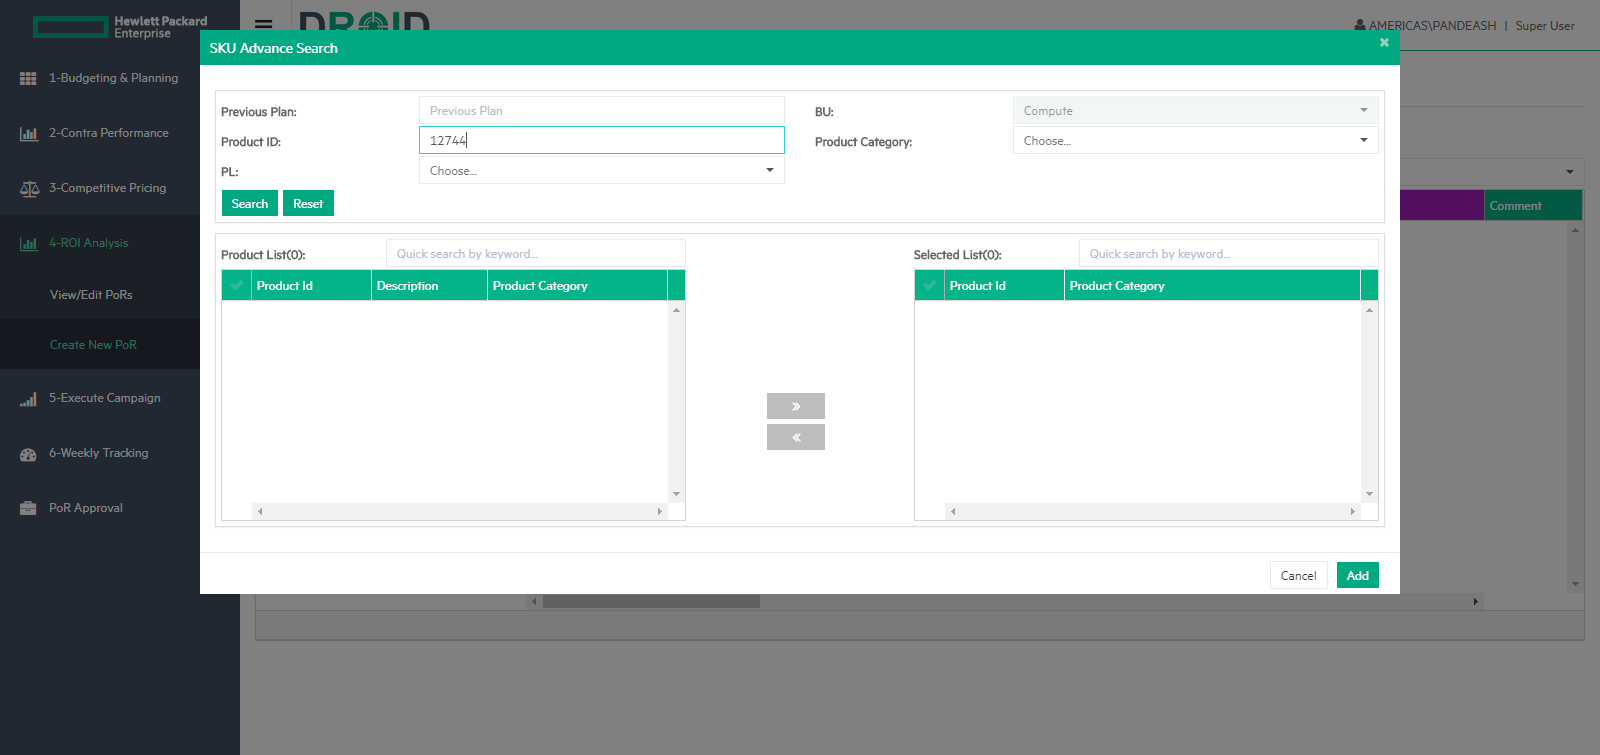 Hewlett Packard
Enterprise
DROID
AMERICAS\PANDEASH | Super User
1-Budgeting & Planning
2-Contra Performance
3-Competitive Pricing
4-ROI Analysis
View/Edit PoRs
Create New PoR
5-Execute Campaign
6-Weekly Tracking
PoR Approval
SKU Advance Search
Previous Plan: Previous Plan BU: Compute
Product ID: 12744 Product Category: Choose...
PL: Choose...
Search Reset
Product List(0): Quick search by keyword... Selected List(0): Quick search by keyword...
Product Id Description Product Category Product Id Product Category
Comment
Cancel Add